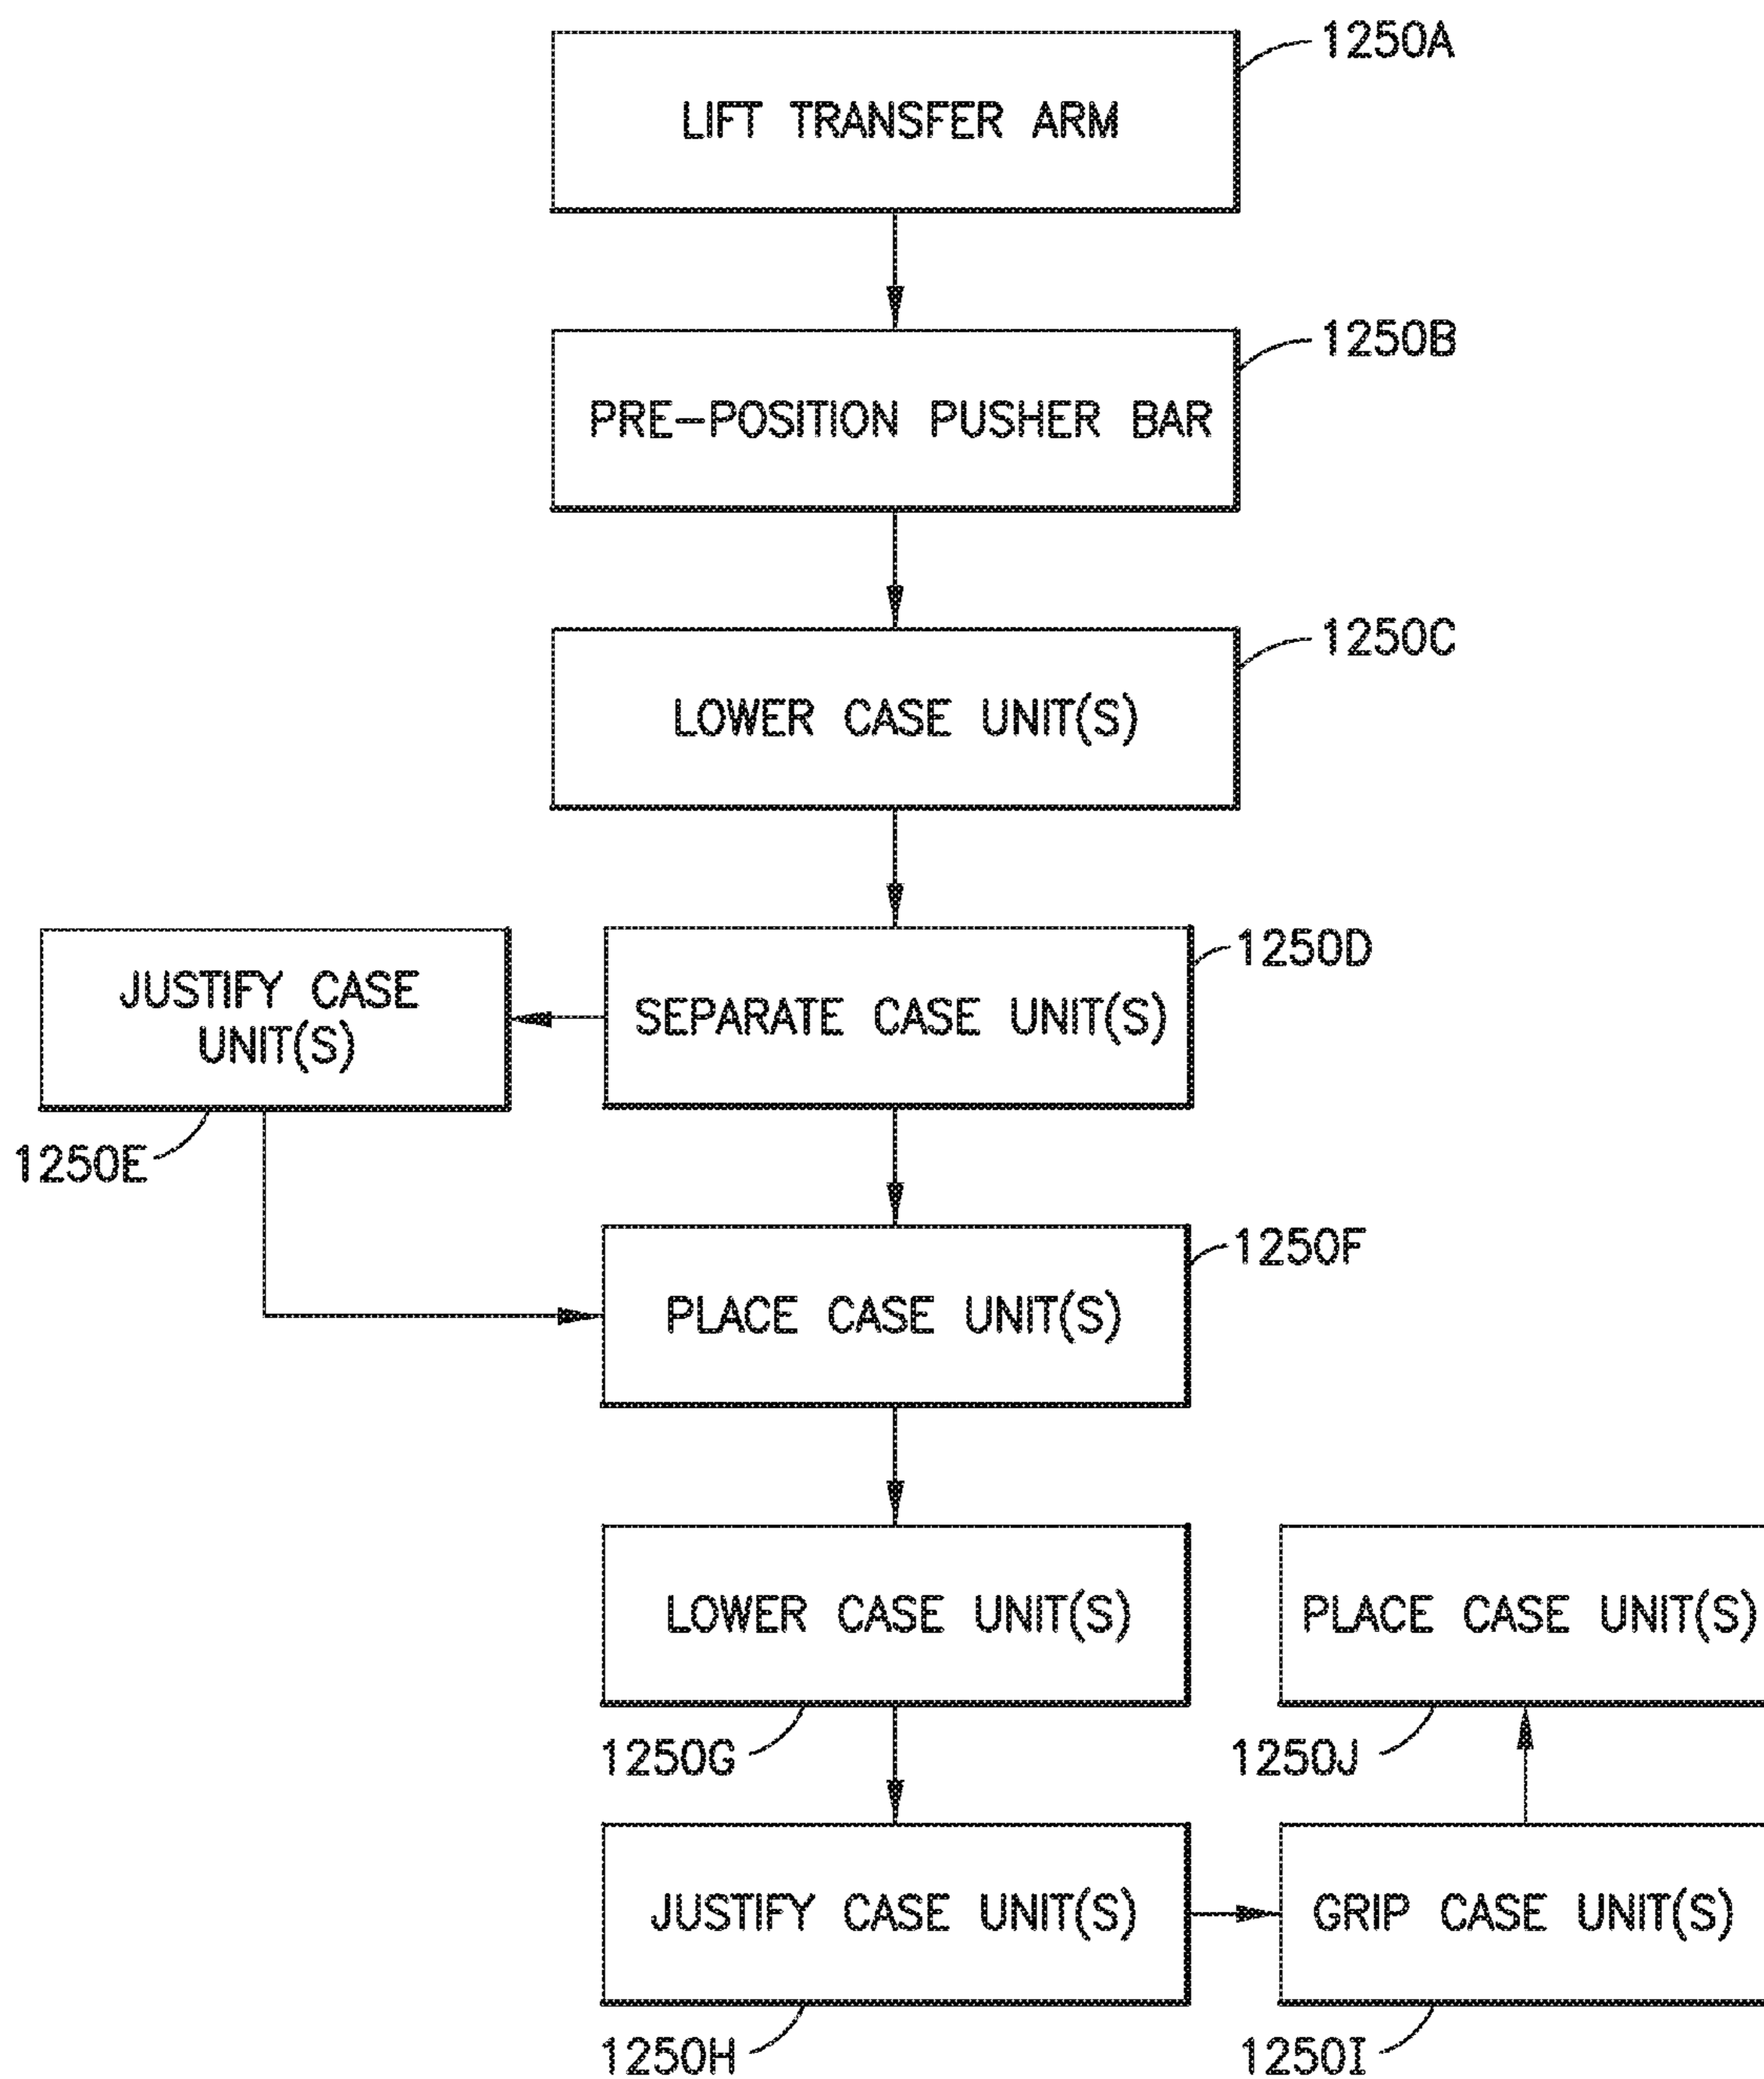 1250A
LIFT TRANSFER ARM
1250B
PRE-POSITION PUSHER BAR
1250C
LOWER CASE UNIT(S)
1250D
JUSTIFY CASE
UNIT(S)
SEPARATE CASE UNIT(S)
1250E
1250F
PLACE CASE UNIT(S)
LOWER CASE UNIT(S)
PLACE CASE UNIT(S)
1250G
1250J
JUSTIFY CASE UNIT(S)
GRIP CASE UNIT(S)
1250H
1250I